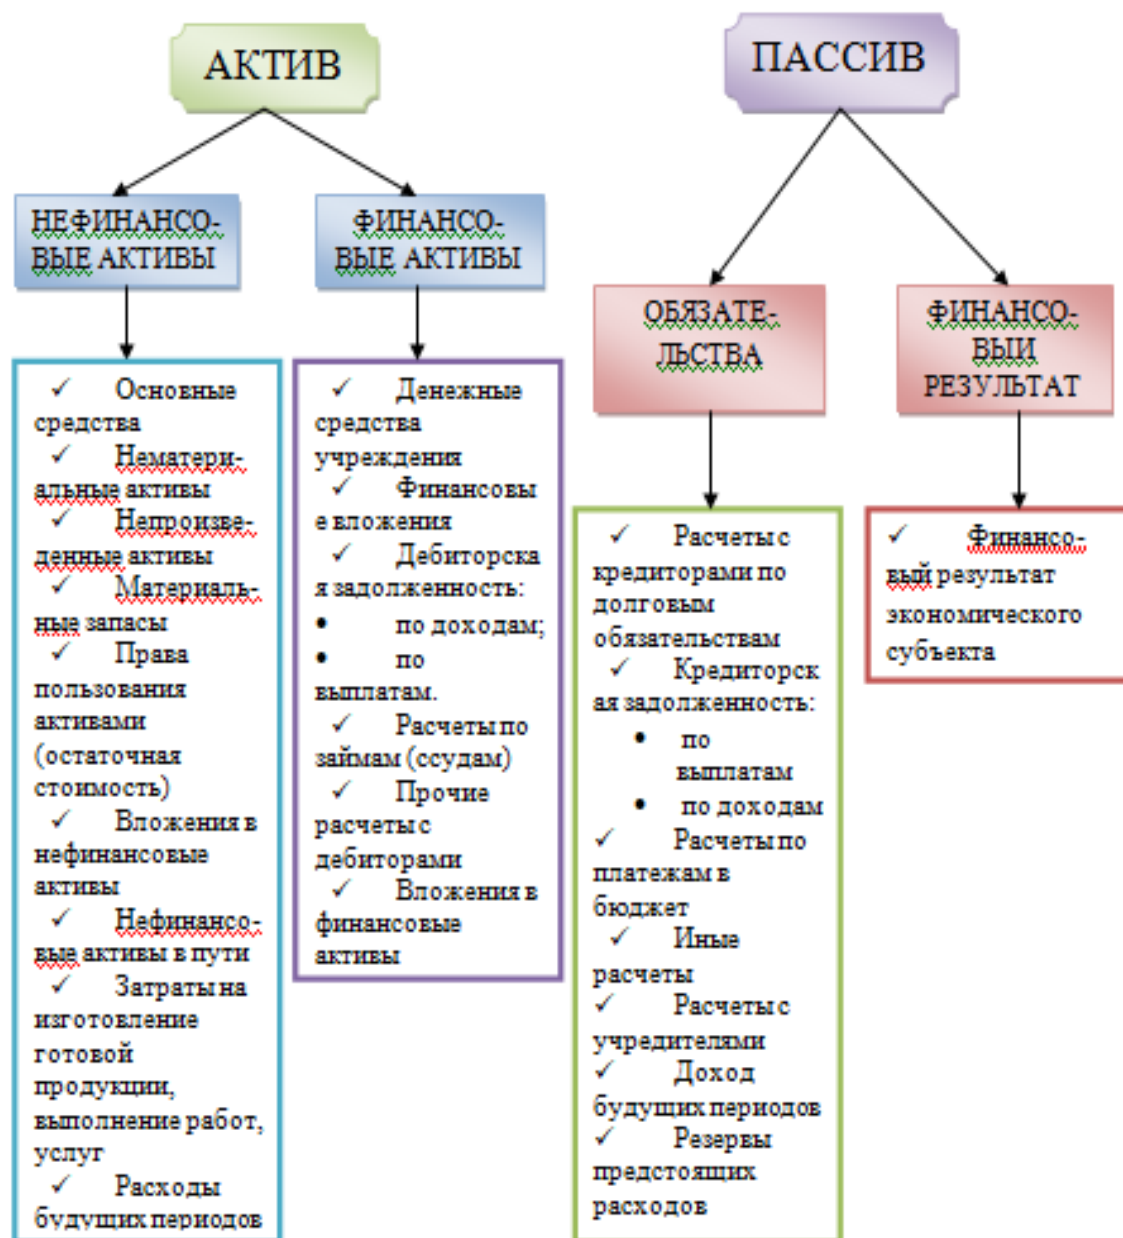 АКТИВ
ПАССИВ
НЕФИНАНСО-
ВЫЕ АКТИВЫ
ФИНАНСО-
ВЫЕ АКТИВЫ
ОБЯЗАТЕ-
ЛЬСТВА
ФИНАНСО-
ВЫИ
РЕЗУЛЬТАТ
✓ Основные
средства
✓ Нематери-
альные активы
✓ Непроизве-
денные активы
✓ Материаль-
ные запасы
✓ Права
пользования
активами
(остаточная
стоимость)
✓ Вложения в
нефинансовые
активы
✓ Нефинансо-
вые активы в пути
✓ Затраты на
изготовление
готовой
продукции,
выполнение работ,
услуг
✓ Расходы
будущих периодов
✓ Денежные
средства
учреждения
✓ Финансовы
е вложения
✓ Дебиторска
я задолженность:
• по доходам;
• по
выплатам.
✓ Расчеты по
займам (ссудам)
✓ Прочие
расчеты с
дебиторами
✓ Вложения в
финансовые
активы
✓ Расчеты с
кредиторами по
долговым
обязательствам
✓ Кредиторск
ая задолженность:
• по
выплатам
• по доходам
✓ Расчеты по
платежам в
бюджет
✓ Иные
расчеты
✓ Расчеты с
учредителями
✓ Доход
будущих периодов
✓ Резервы
предстоящих
расходов
✓ Финансо-
вый результат
экономического
субъекта